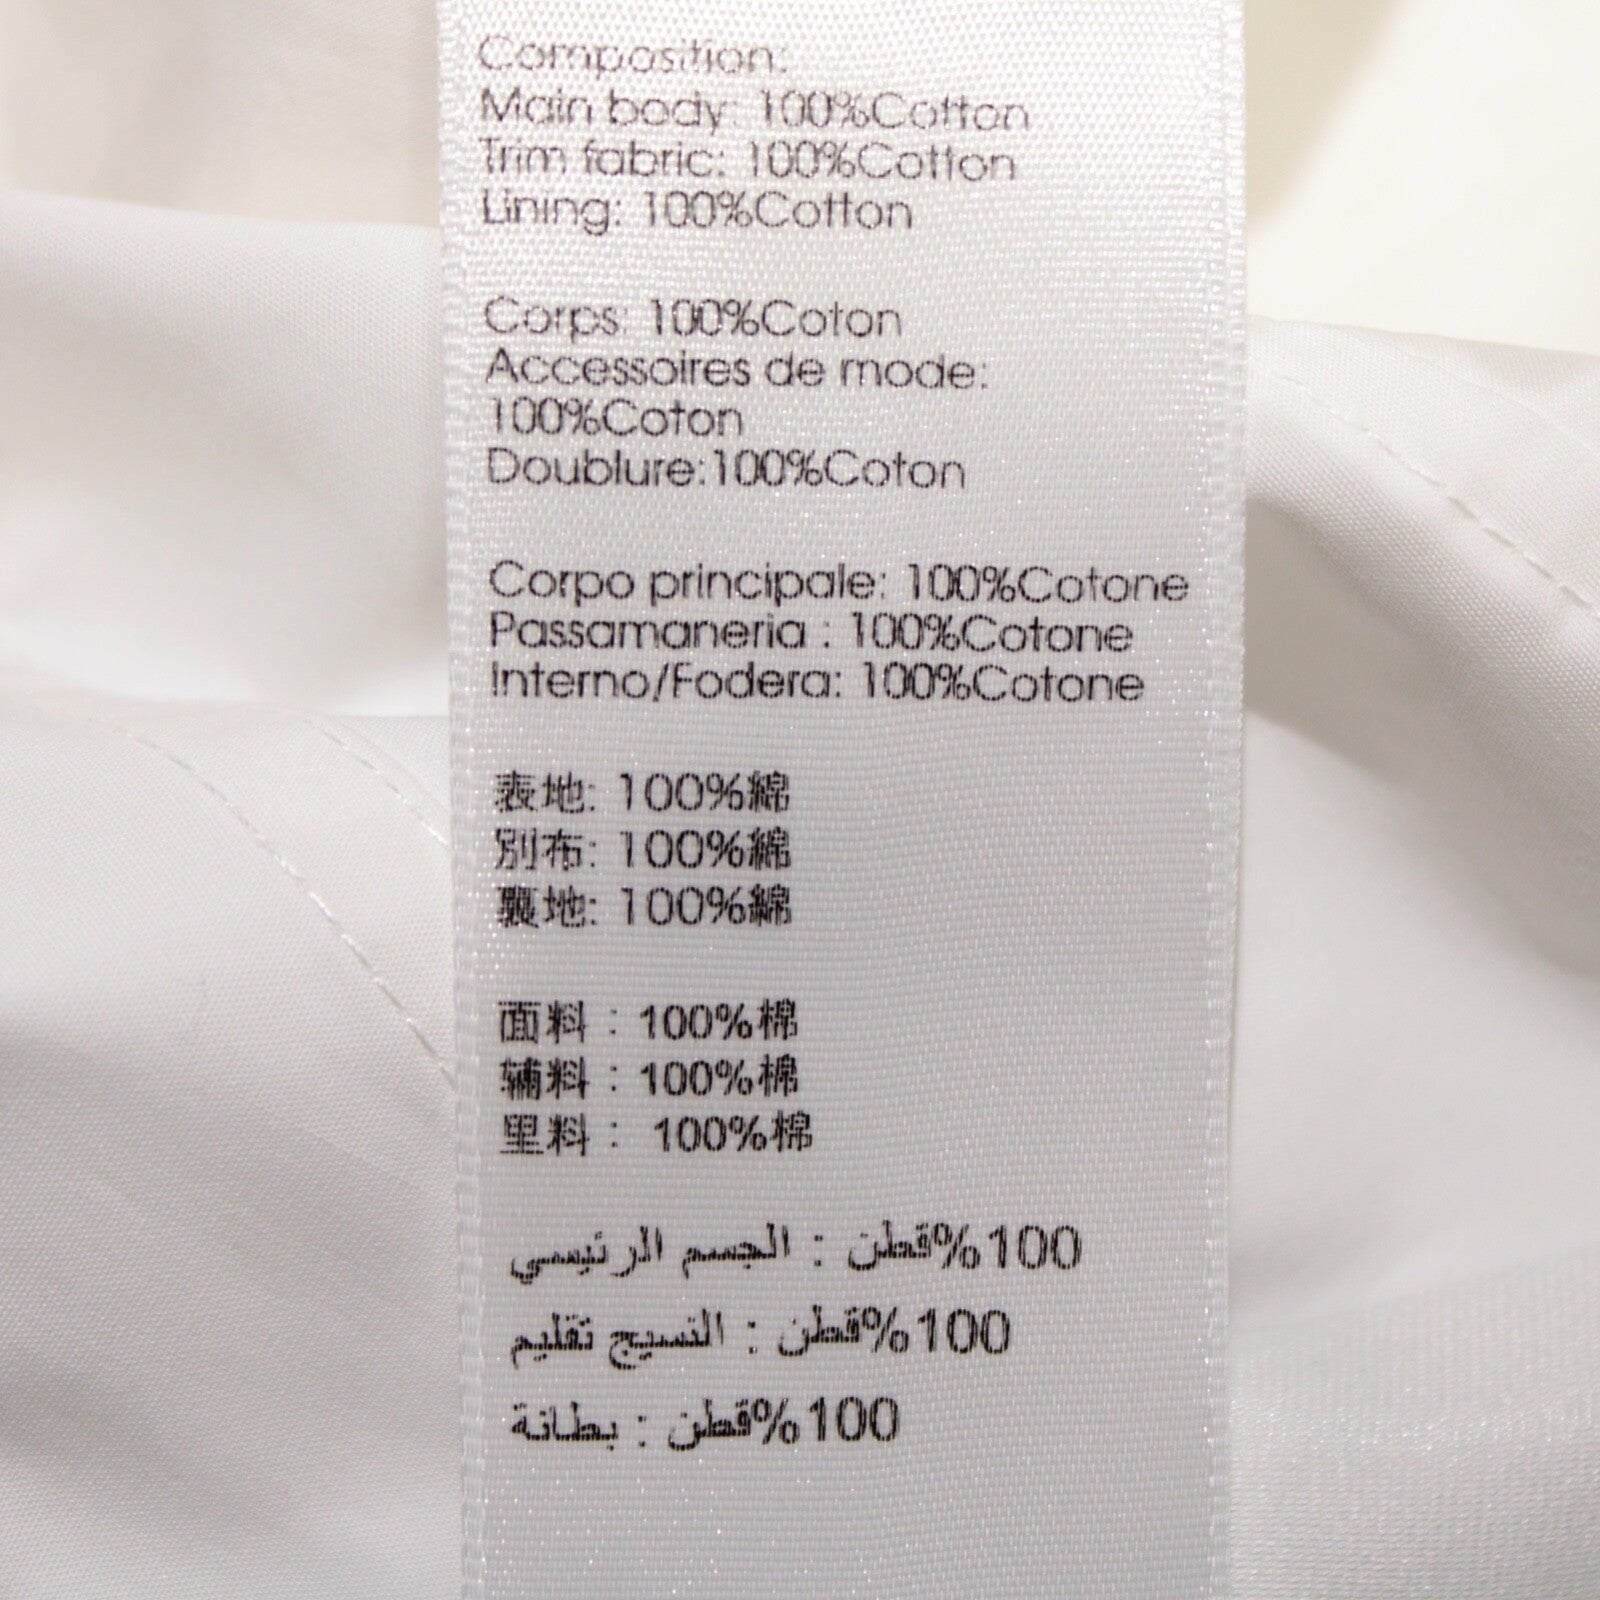 Composition:
Main body: 100%Cotton
Trim fabric: 100%Cotton
Lining: 100%Cotton
Corps: 100%Coton
Accessoires de mode:
100%Coton
Doublure:100%Coton
Corpo principale: 100%Cotone
Passamaneria : 100%Cotone
Interno/Fodera: 100%Cotone
表地: 100%綿
別布: 100%綿
裏地: 100%綿
面料 : 100%棉
辅料 : 100%棉
里料 : 100%棉
100%قطن : الجسم الرئيسي
100%قطن : النسيج تقليم
100%قطن : بطانة